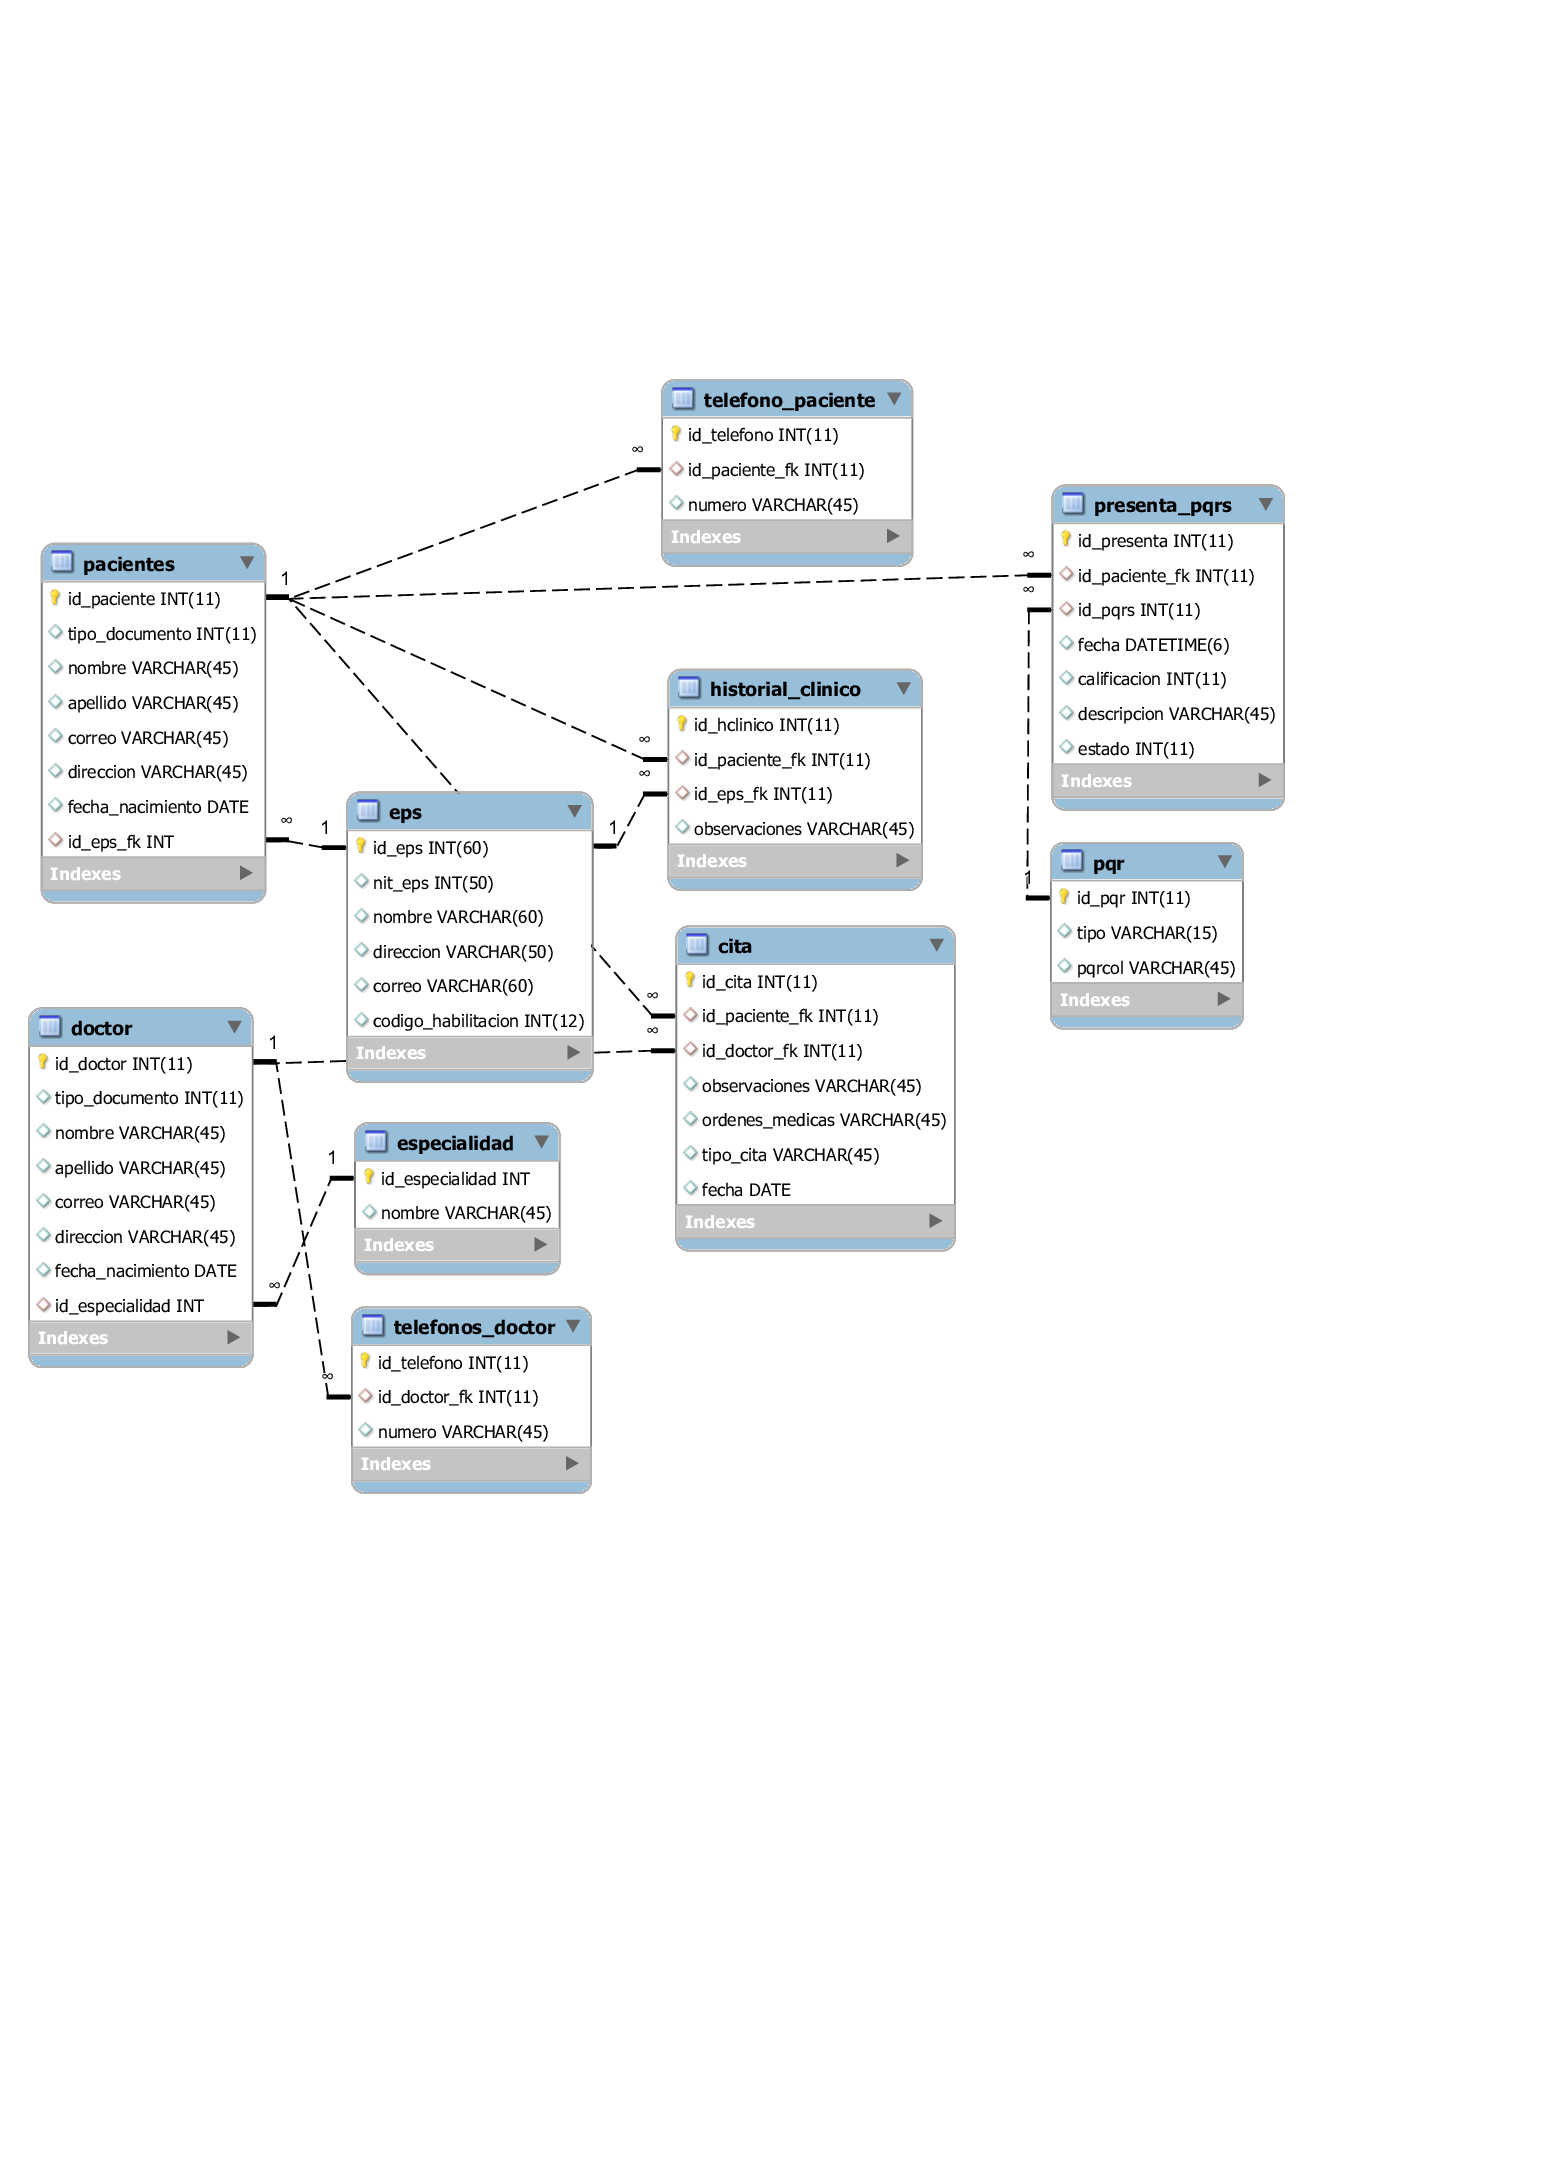 telefono_paciente
id_telefono INT(11)
id_paciente_fk INT(11)
numero VARCHAR(45)
Indexes
∞
presenta_pqrs
id_presenta INT(11)
id_paciente_fk INT(11)
id_pqrs INT(11)
fecha DATETIME(6)
calificacion INT(11)
descripcion VARCHAR(45)
estado INT(11)
Indexes
∞
∞
pacientes
id_paciente INT(11)
tipo_documento INT(11)
nombre VARCHAR(45)
apellido VARCHAR(45)
correo VARCHAR(45)
direccion VARCHAR(45)
fecha_nacimiento DATE
id_eps_fk INT
Indexes
1
∞
historial_clinico
id_hclinico INT(11)
id_paciente_fk INT(11)
id_eps_fk INT(11)
observaciones VARCHAR(45)
Indexes
∞
∞
eps
id_eps INT(60)
nit_eps INT(50)
nombre VARCHAR(60)
direccion VARCHAR(50)
correo VARCHAR(60)
codigo_habilitacion INT(12)
Indexes
1
1
pqr
id_pqr INT(11)
tipo VARCHAR(15)
pqrcol VARCHAR(45)
Indexes
1
cita
id_cita INT(11)
id_paciente_fk INT(11)
id_doctor_fk INT(11)
observaciones VARCHAR(45)
ordenes_medicas VARCHAR(45)
tipo_cita VARCHAR(45)
fecha DATE
Indexes
∞
∞
doctor
id_doctor INT(11)
tipo_documento INT(11)
nombre VARCHAR(45)
apellido VARCHAR(45)
correo VARCHAR(45)
direccion VARCHAR(45)
fecha_nacimiento DATE
id_especialidad INT
Indexes
1
∞
especialidad
id_especialidad INT
nombre VARCHAR(45)
Indexes
1
telefonos_doctor
id_telefono INT(11)
id_doctor_fk INT(11)
numero VARCHAR(45)
Indexes
∞